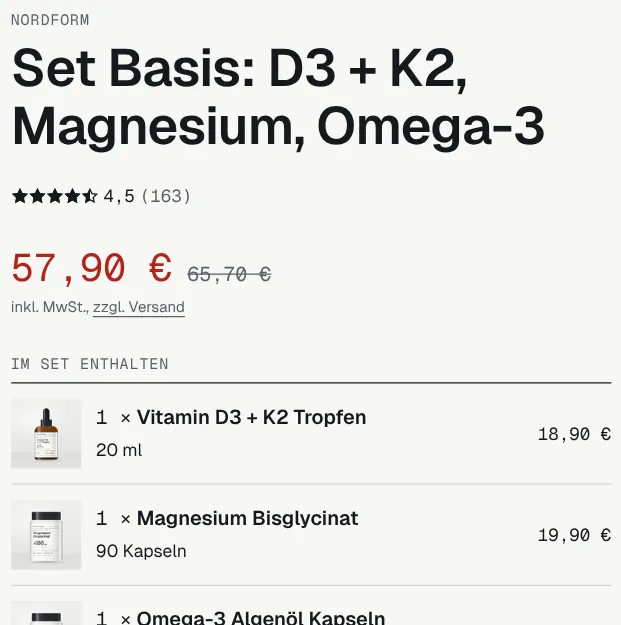 NORDFORM
Set Basis: D3 + K2,
Magnesium, Omega-3
4,5 (163)
57,90 € 65,70 €
inkl. MwSt., zzgl. Versand
IM SET ENTHALTEN
1 × Vitamin D3 + K2 Tropfen
20 ml
18,90 €
1 × Magnesium Bisglycinat
90 Kapseln
19,90 €
1 × Omega-3 Algenöl Kapseln